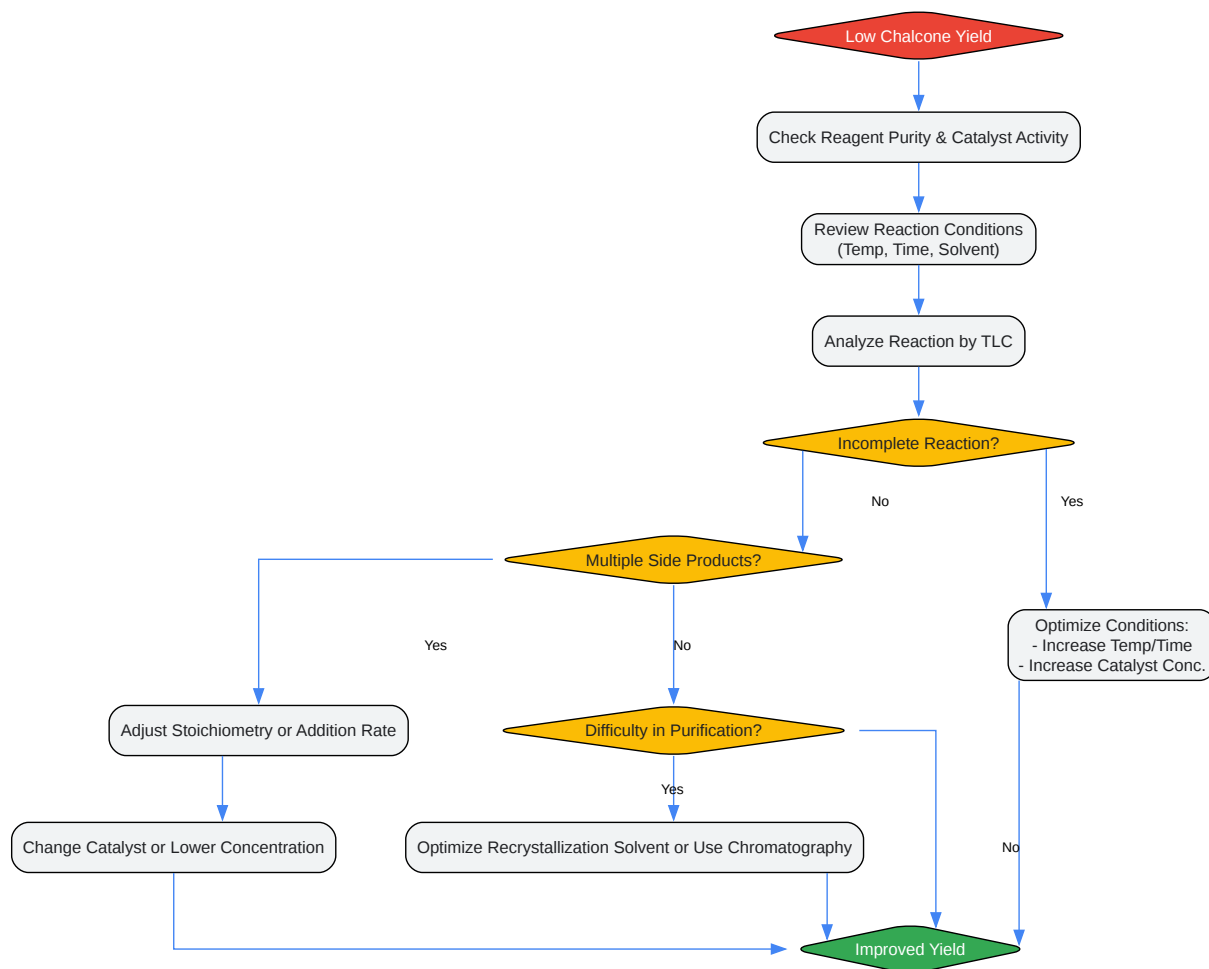 Low Chalcone Yield
Check Reagent Purity & Catalyst Activity
Review Reaction Conditions
(Temp, Time, Solvent)
Analyze Reaction by TLC
Incomplete Reaction?
No
Yes
Multiple Side Products?
Optimize Conditions:
- Increase Temp/Time
- Increase Catalyst Conc.
Yes
No
Adjust Stoichiometry or Addition Rate
Difficulty in Purification?
Yes
Change Catalyst or Lower Concentration
Optimize Recrystallization Solvent or Use Chromatography
No
Improved Yield